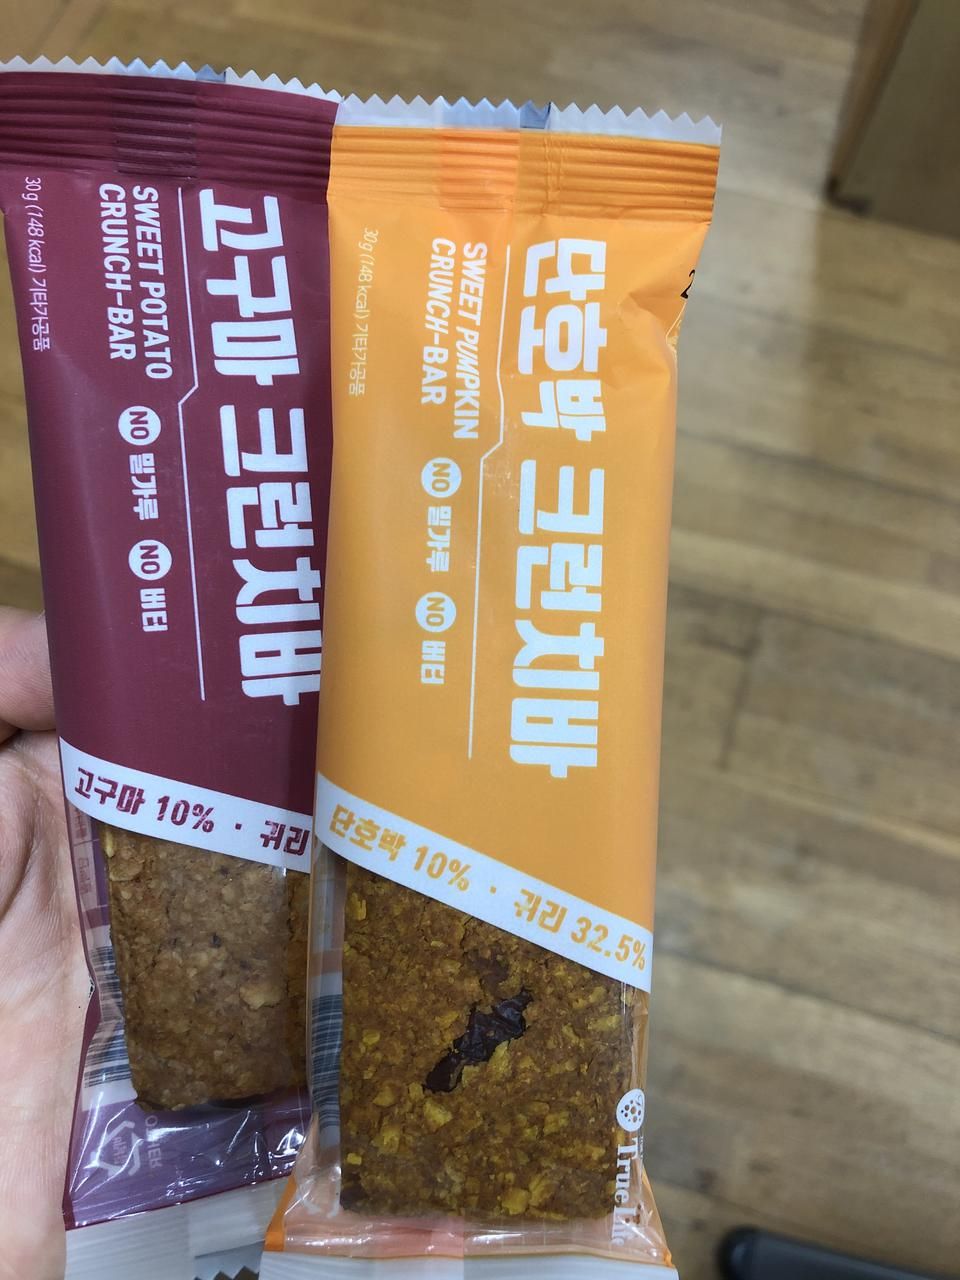 고구마 크런치바
SWEET POTATO
CRUNCH-BAR
NO 밀가루 NO 버터
30g (148 kcal) 기타가공품
고구마 10% · 귀리
OTHER
단호박 크런치바
SWEET PUMPKIN
CRUNCH-BAR
NO 밀가루 NO 버터
30g (148 kcal) 기타가공품
단호박 10% · 귀리 32.5%
True Life